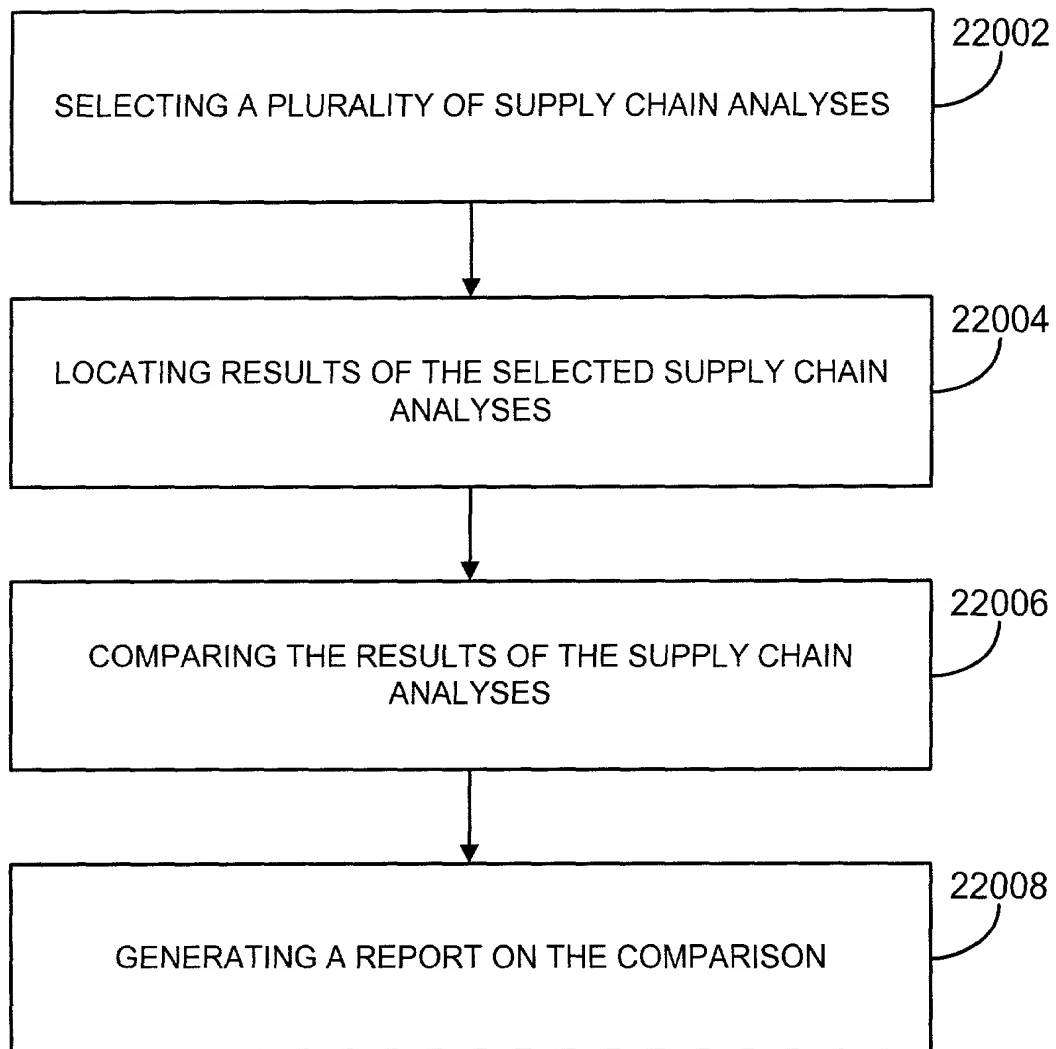 22002
SELECTING A PLURALITY OF SUPPLY CHAIN ANALYSES
22004
LOCATING RESULTS OF THE SELECTED SUPPLY CHAIN
ANALYSES
22006
COMPARING THE RESULTS OF THE SUPPLY CHAIN
ANALYSES
22008
GENERATING A REPORT ON THE COMPARISON